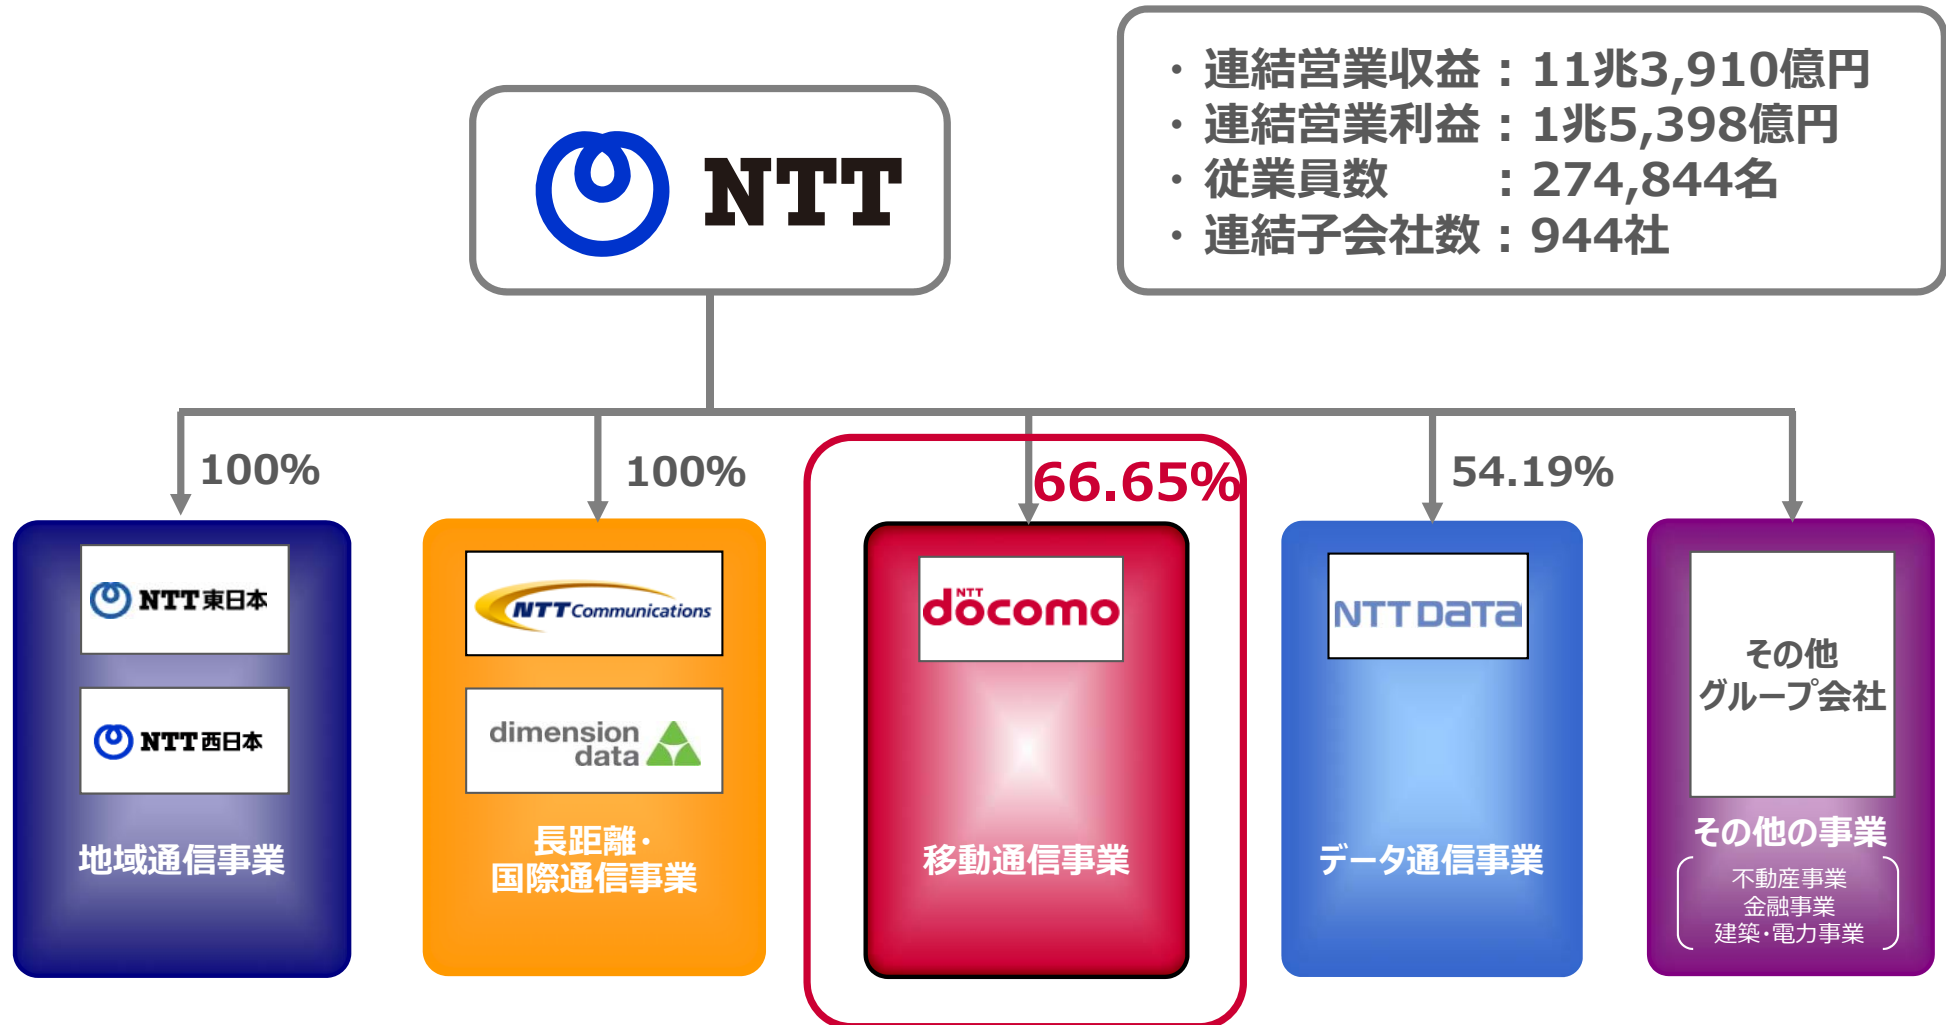 ・連結営業収益：11兆3,910億円
・連結営業利益：1兆5,398億円
・従業員数　　：274,844名
・連結子会社数：944社
NTT
100%
100%
66.65%
54.19%
NTT東日本
NTT西日本
地域通信事業
NTT Communications
dimension
data
長距離・
国際通信事業
NTT
docomo
移動通信事業
NTT DATA
データ通信事業
その他
グループ会社
その他の事業
不動産事業
金融事業
建築・電力事業